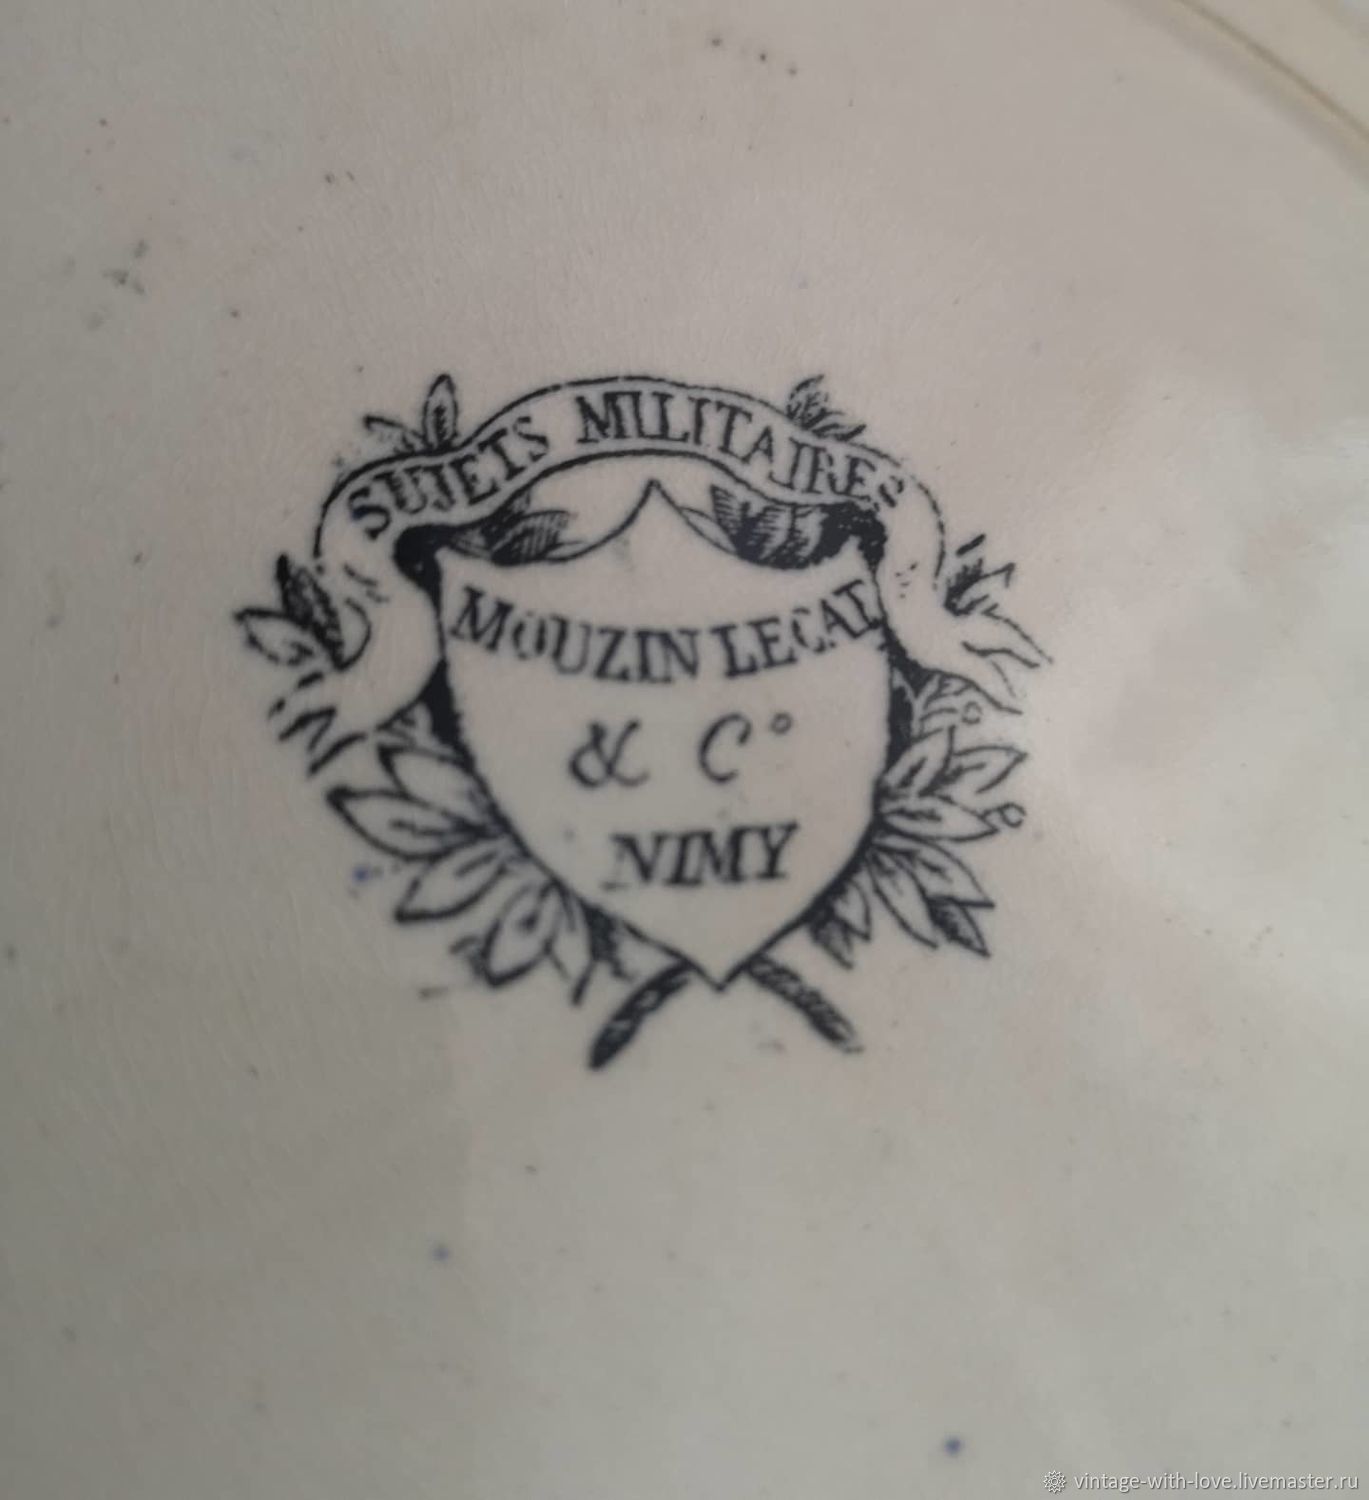 SUJETS MILITAIRES
MOUZIN LECAT
& C°
NIMY
vintage-with-love.livemaster.ru